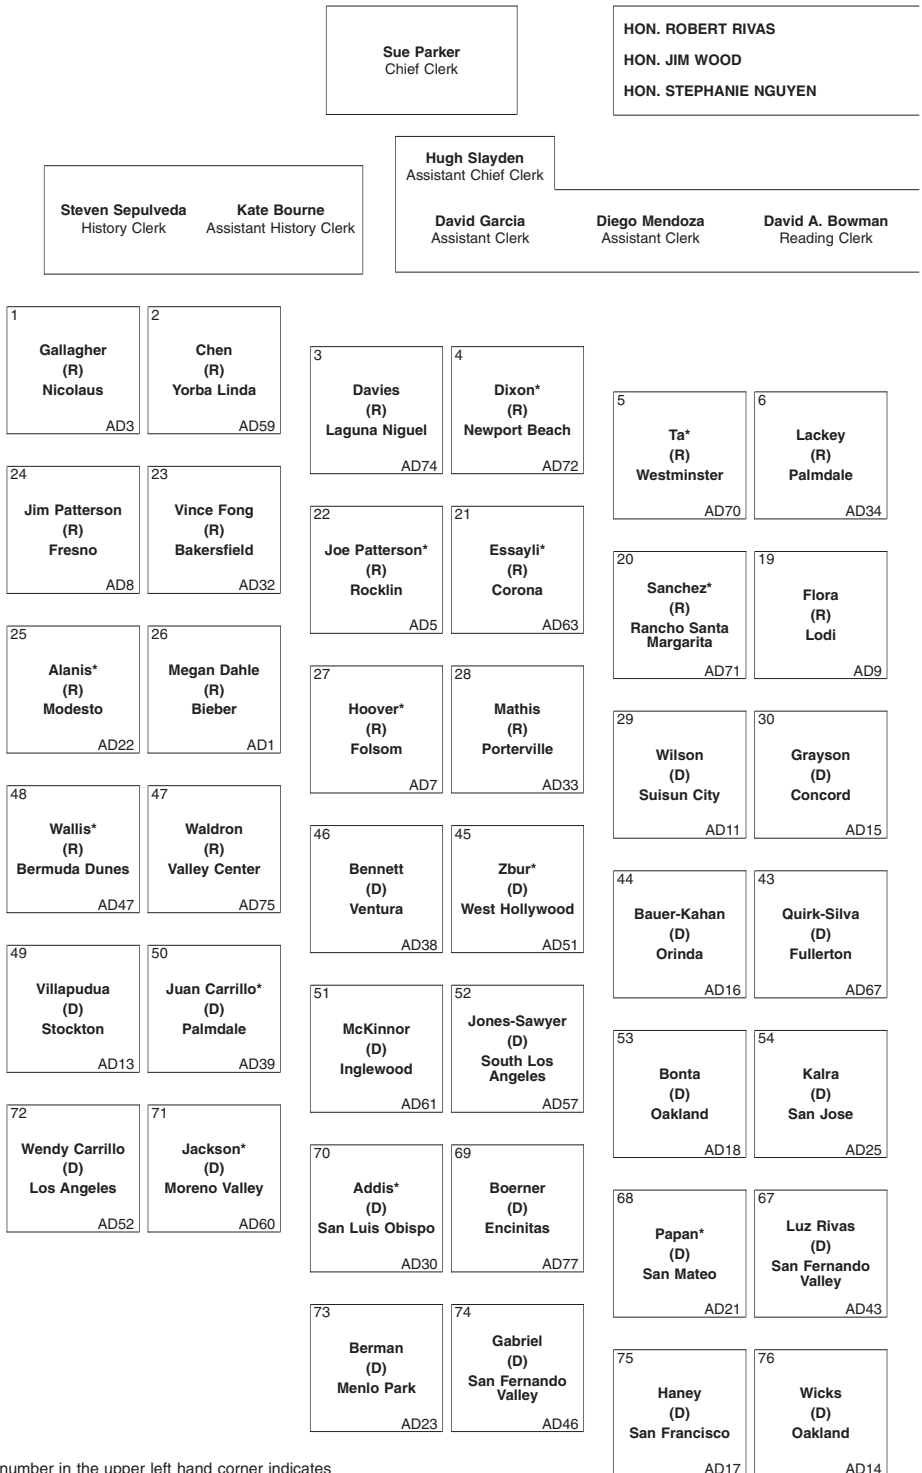 Sue Parker
Chief Clerk
HON. ROBERT RIVAS
HON. JIM WOOD
HON. STEPHANIE NGUYEN
Hugh Slayden
Assistant Chief Clerk
Steven Sepulveda
History Clerk
Kate Bourne
Assistant History Clerk
David Garcia
Assistant Clerk
Diego Mendoza
Assistant Clerk
David A. Bowman
Reading Clerk
1
Gallagher
(R)
Nicolaus
AD3
2
Chen
(R)
Yorba Linda
AD59
3
Davies
(R)
Laguna Niguel
AD74
4
Dixon*
(R)
Newport Beach
AD72
5
Ta*
(R)
Westminster
AD70
6
Lackey
(R)
Palmdale
AD34
24
Jim Patterson
(R)
Fresno
AD8
23
Vince Fong
(R)
Bakersfield
AD32
22
Joe Patterson*
(R)
Rocklin
AD5
21
Essayli*
(R)
Corona
AD63
20
Sanchez*
(R)
Rancho Santa
Margarita
AD71
19
Flora
(R)
Lodi
AD9
25
Alanis*
(R)
Modesto
AD22
26
Megan Dahle
(R)
Bieber
AD1
27
Hoover*
(R)
Folsom
AD7
28
Mathis
(R)
Porterville
AD33
29
Wilson
(D)
Suisun City
AD11
30
Grayson
(D)
Concord
AD15
48
Wallis*
(R)
Bermuda Dunes
AD47
47
Waldron
(R)
Valley Center
AD75
46
Bennett
(D)
Ventura
AD38
45
Zbur*
(D)
West Hollywood
AD51
44
Bauer-Kahan
(D)
Orinda
AD16
43
Quirk-Silva
(D)
Fullerton
AD67
49
Villapudua
(D)
Stockton
AD13
50
Juan Carrillo*
(D)
Palmdale
AD39
51
McKinnor
(D)
Inglewood
AD61
52
Jones-Sawyer
(D)
South Los
Angeles
AD57
53
Bonta
(D)
Oakland
AD18
54
Kalra
(D)
San Jose
AD25
72
Wendy Carrillo
(D)
Los Angeles
AD52
71
Jackson*
(D)
Moreno Valley
AD60
70
Addis*
(D)
San Luis Obispo
AD30
69
Boerner
(D)
Encinitas
AD77
68
Papan*
(D)
San Mateo
AD21
67
Luz Rivas
(D)
San Fernando
Valley
AD43
73
Berman
(D)
Menlo Park
AD23
74
Gabriel
(D)
San Fernando
Valley
AD46
75
Haney
(D)
San Francisco
AD17
76
Wicks
(D)
Oakland
AD14
number in the upper left hand corner indicates